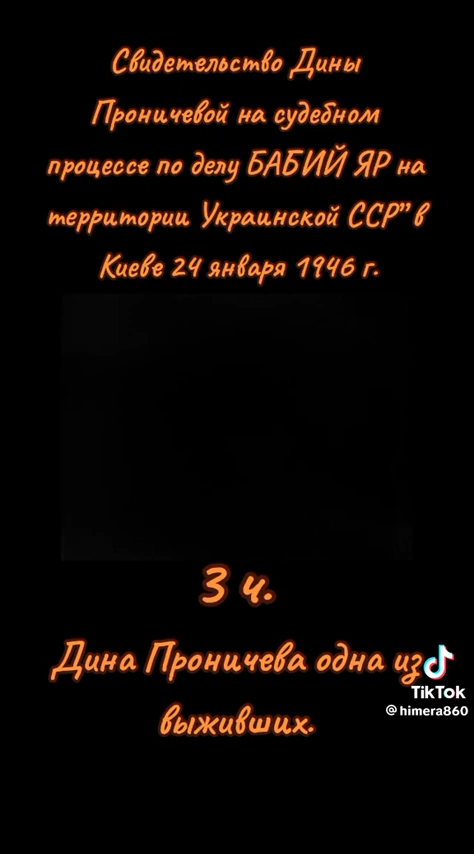 Свидетельство Дины
Проничевой на судебном
процессе по делу БАБИЙ ЯР на
территории Украинской ССР" в
Киеве 24 января 1946 г.
3 ч.
Дина Проничева одна из
выживших.
TikTok
@himera860